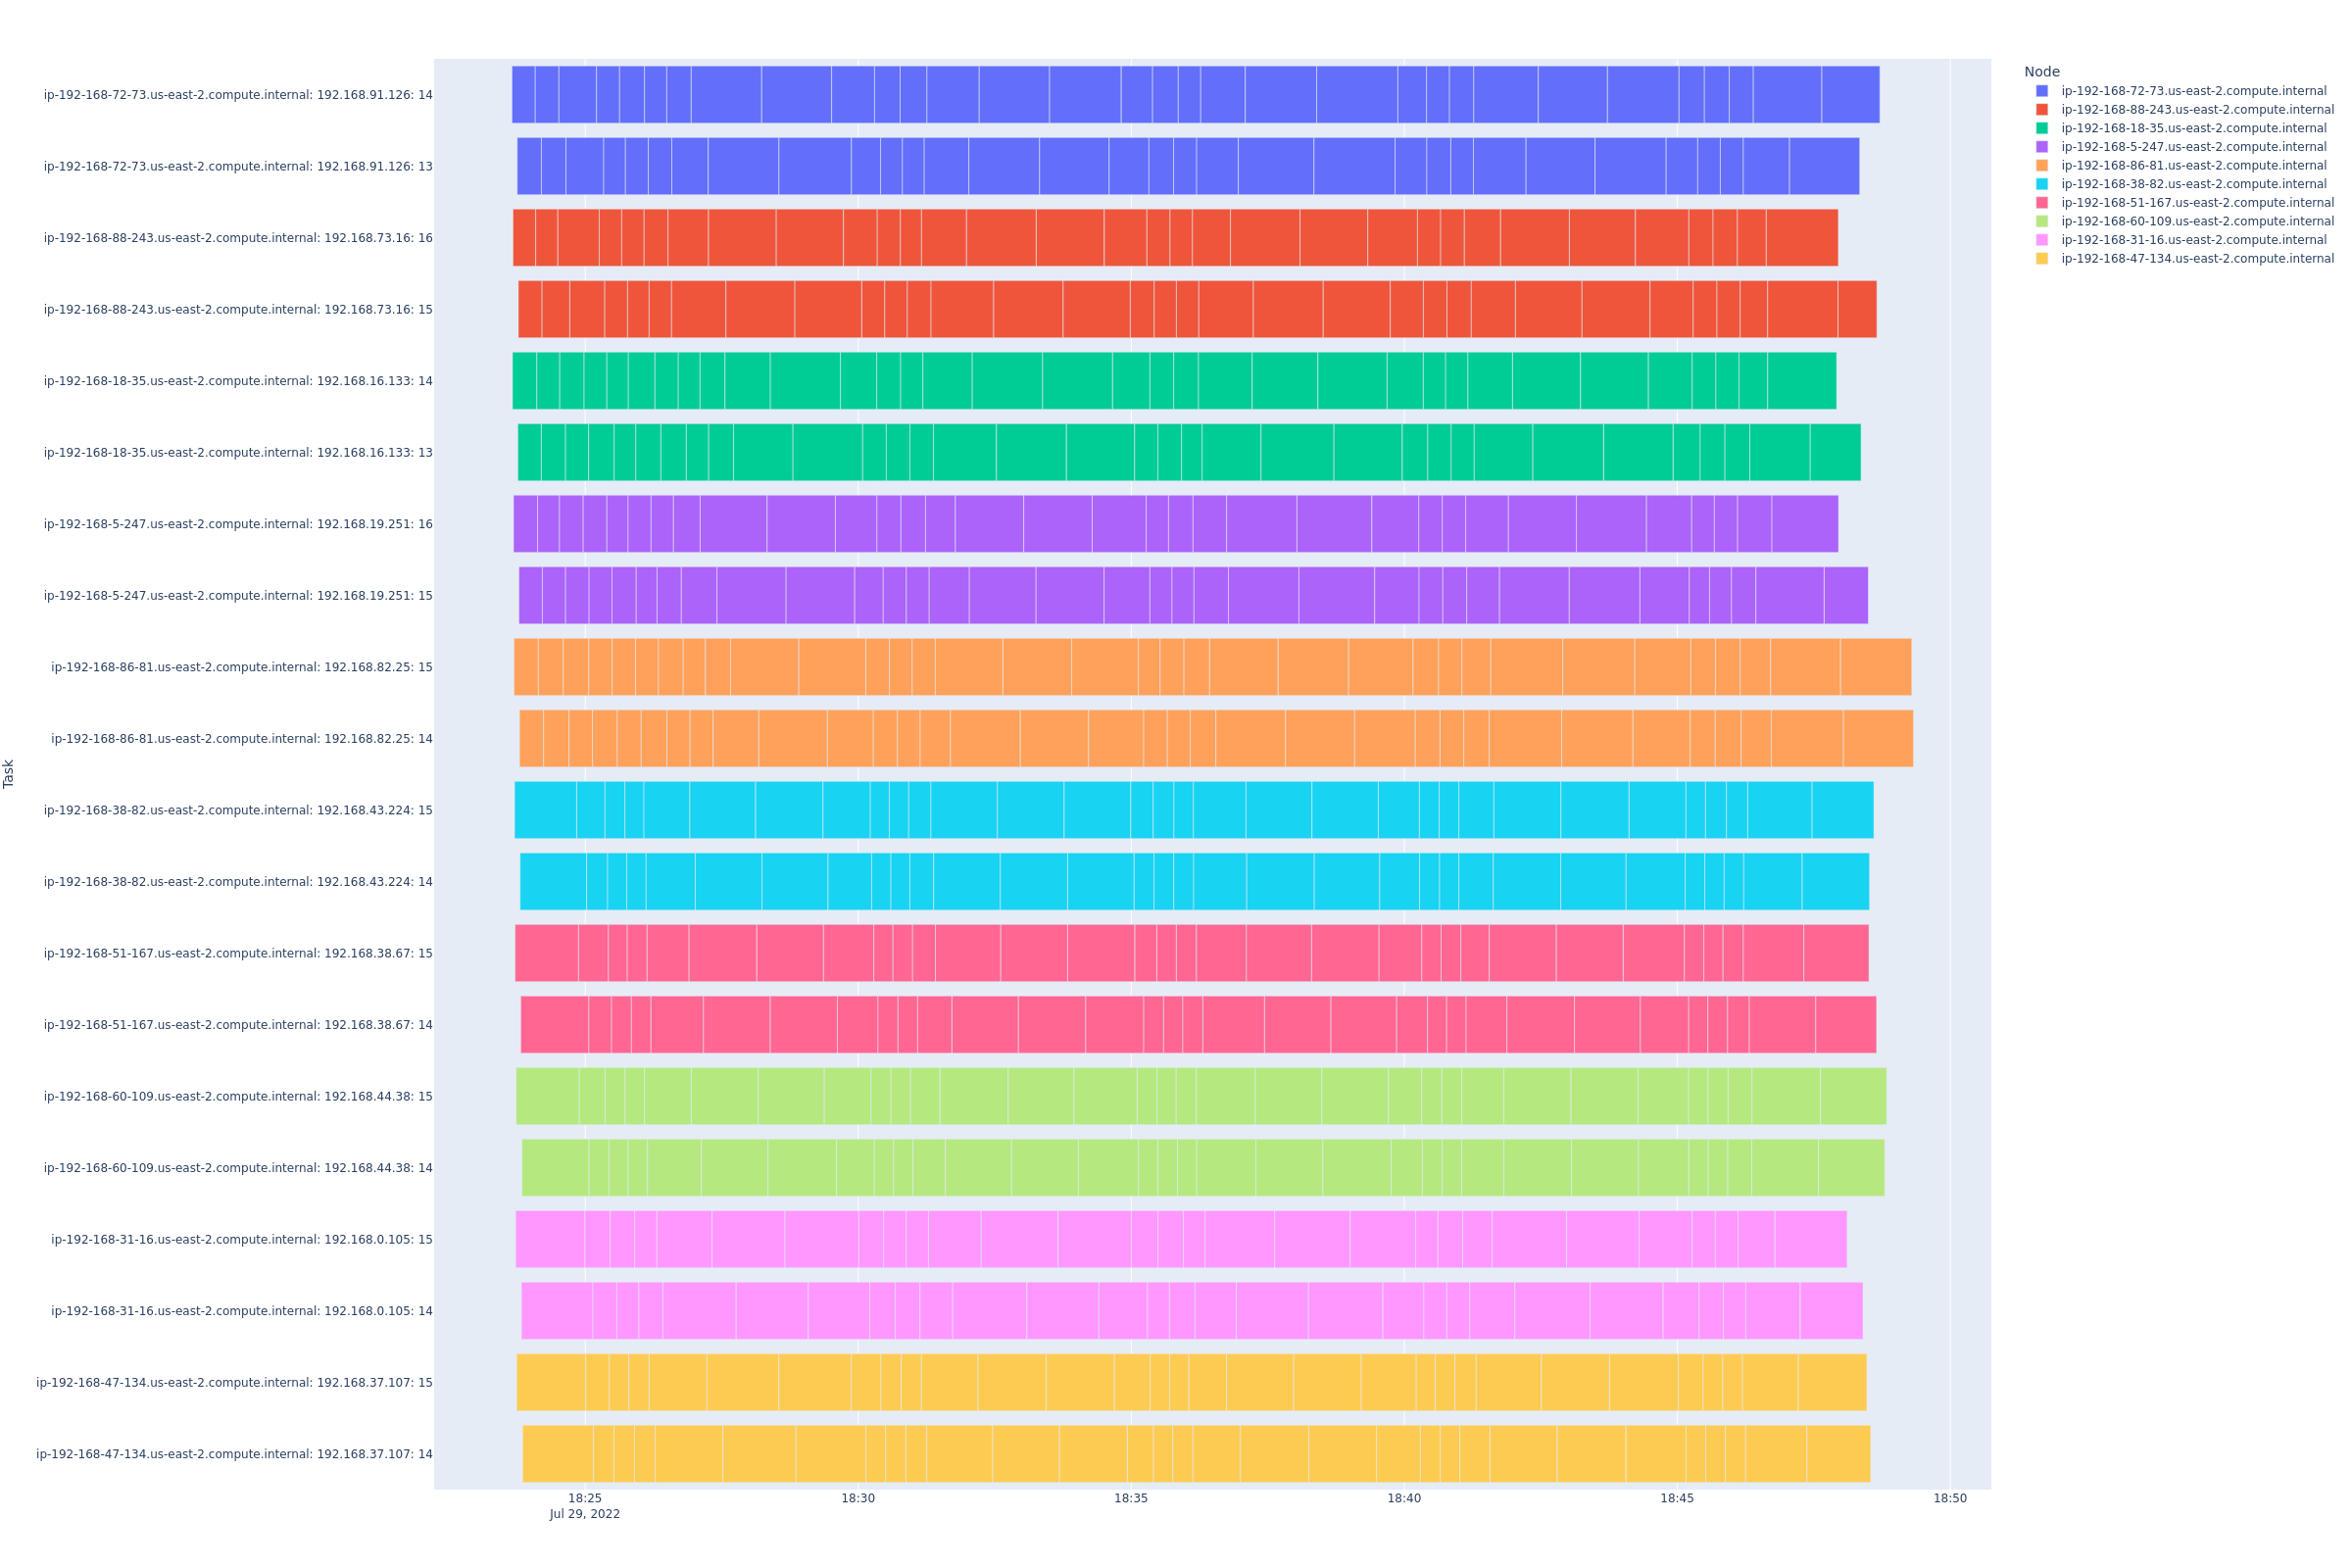 Node
ip-192-168-72-73.us-east-2.compute.internal
ip-192-168-88-243.us-east-2.compute.internal
ip-192-168-18-35.us-east-2.compute.internal
ip-192-168-5-247.us-east-2.compute.internal
ip-192-168-86-81.us-east-2.compute.internal
ip-192-168-38-82.us-east-2.compute.internal
ip-192-168-51-167.us-east-2.compute.internal
ip-192-168-60-109.us-east-2.compute.internal
ip-192-168-31-16.us-east-2.compute.internal
ip-192-168-47-134.us-east-2.compute.internal
ip-192-168-72-73.us-east-2.compute.internal: 192.168.91.126: 14
ip-192-168-72-73.us-east-2.compute.internal: 192.168.91.126: 13
ip-192-168-88-243.us-east-2.compute.internal: 192.168.73.16: 16
ip-192-168-88-243.us-east-2.compute.internal: 192.168.73.16: 15
ip-192-168-18-35.us-east-2.compute.internal: 192.168.16.133: 14
ip-192-168-18-35.us-east-2.compute.internal: 192.168.16.133: 13
ip-192-168-5-247.us-east-2.compute.internal: 192.168.19.251: 16
ip-192-168-5-247.us-east-2.compute.internal: 192.168.19.251: 15
ip-192-168-86-81.us-east-2.compute.internal: 192.168.82.25: 15
ip-192-168-86-81.us-east-2.compute.internal: 192.168.82.25: 14
ip-192-168-38-82.us-east-2.compute.internal: 192.168.43.224: 15
ip-192-168-38-82.us-east-2.compute.internal: 192.168.43.224: 14
ip-192-168-51-167.us-east-2.compute.internal: 192.168.38.67: 15
ip-192-168-51-167.us-east-2.compute.internal: 192.168.38.67: 14
ip-192-168-60-109.us-east-2.compute.internal: 192.168.44.38: 15
ip-192-168-60-109.us-east-2.compute.internal: 192.168.44.38: 14
ip-192-168-31-16.us-east-2.compute.internal: 192.168.0.105: 15
ip-192-168-31-16.us-east-2.compute.internal: 192.168.0.105: 14
ip-192-168-47-134.us-east-2.compute.internal: 192.168.37.107: 15
ip-192-168-47-134.us-east-2.compute.internal: 192.168.37.107: 14
Task
18:25 18:30 18:35 18:40 18:45 18:50
Jul 29, 2022